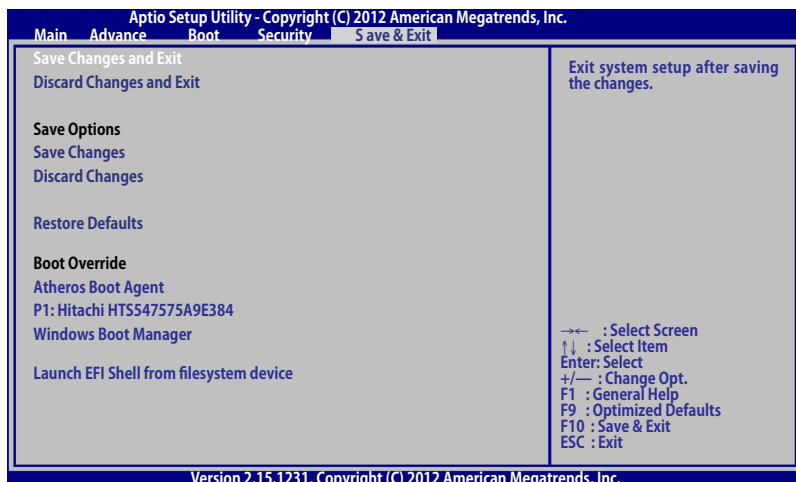 Aptio Setup Utility - Copyright (C) 2012 American Megatrends, Inc.
Main Advance Boot Security S ave & Exit
Save Changes and Exit
Discard Changes and Exit
Save Options
Save Changes
Discard Changes
Restore Defaults
Boot Override
Atheros Boot Agent
P1: Hitachi HTS547575A9E384
Windows Boot Manager
Launch EFI Shell from filesystem device
Exit system setup after saving
the changes.
→← : Select Screen
↑↓ : Select Item
Enter: Select
+/— : Change Opt.
F1 : General Help
F9 : Optimized Defaults
F10 : Save & Exit
ESC : Exit
Version 2.15.1231. Copyright (C) 2012 American Megatrends, Inc.